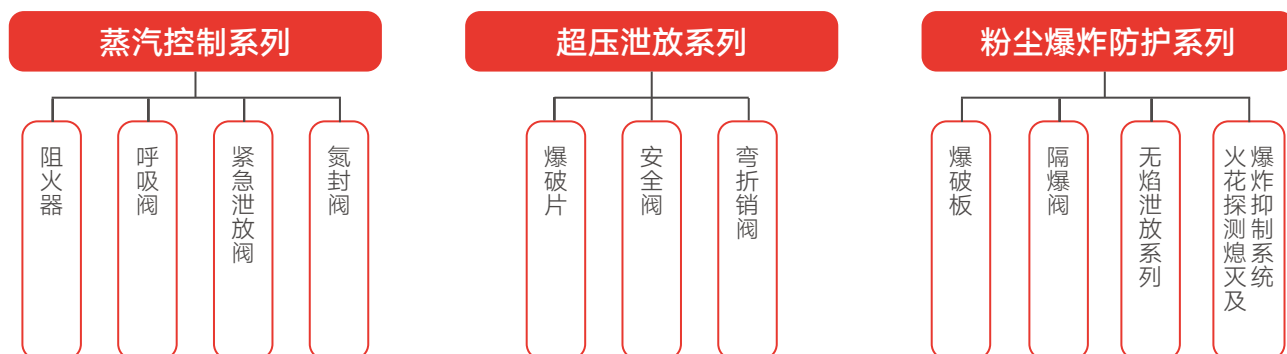 蒸汽控制系列
阻火器
呼吸阀
紧急泄放阀
氮封阀
超压泄放系列
爆破片
安全阀
弯折销阀
粉尘爆炸防护系列
爆破板
隔爆阀
无焰泄放系列
火花探测熄灭及
爆炸抑制系统